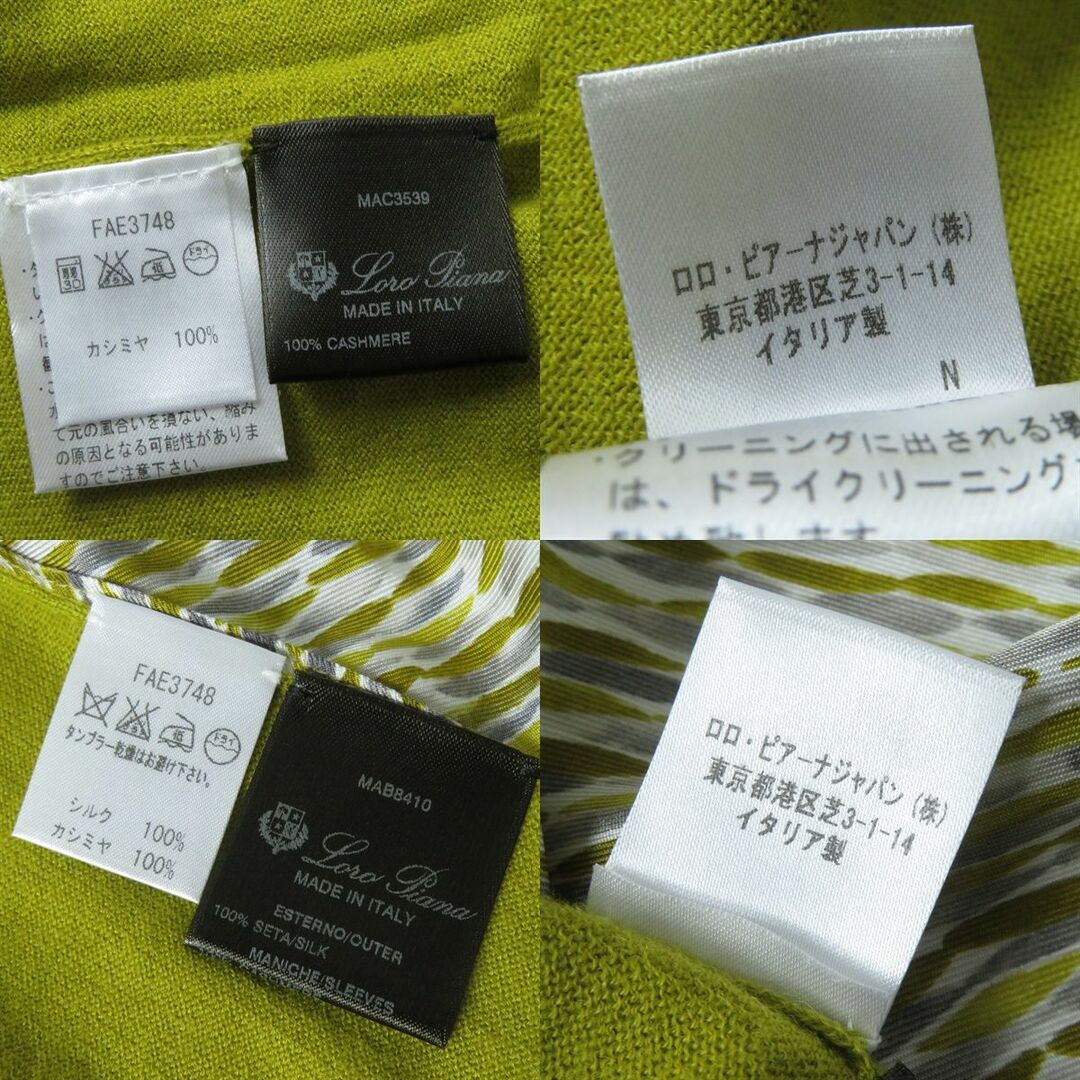 FAE3748
カシミヤ 100%
て元の風合いを損ない、縮み
の原因となる可能性がありま
すのでご注意下さい。
MAC3539
Loro Piana
MADE IN ITALY
100% CASHMERE
ロロ・ピアーナジャパン (株)
東京都港区芝3-1-14
イタリア製
N
・クリーニングに出される場
は、ドライクリーニング
FAE3748
ドライ
タンブラー乾燥はお避け下さい。
シルク 100%
カシミヤ 100%
MAB8410
Loro Piana
MADE IN ITALY
ESTERNO/OUTER
100% SETA/SILK
MANICHE/SLEEVES
ロロ・ピアーナジャパン (株)
東京都港区芝3-1-14
イタリア製